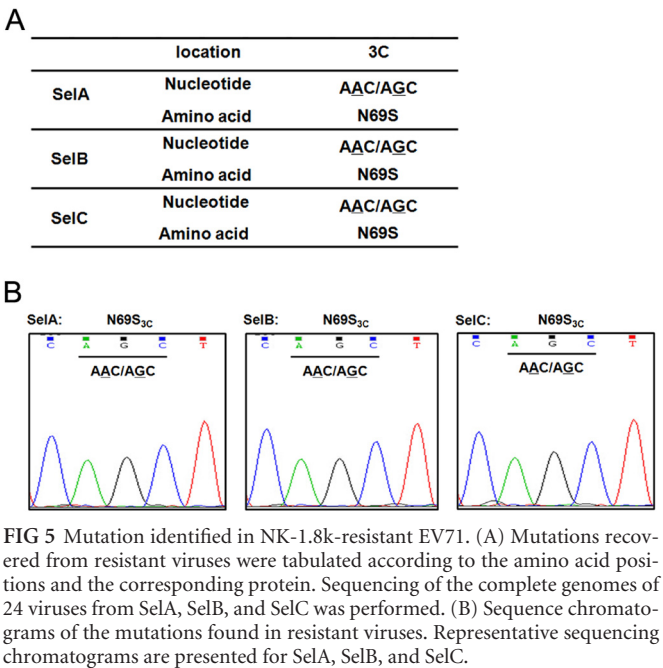 A
location 3C
SelA Nucleotide AAC/AGC
Amino acid N69S
SelB Nucleotide AAC/AGC
Amino acid N69S
SelC Nucleotide AAC/AGC
Amino acid N69S
B
SelA: N69S3C SelB: N69S3C SelC: N69S3C
C A G C T C A G C T C A G C T
AAC/AGC AAC/AGC AAC/AGC
FIG 5 Mutation identified in NK-1.8k-resistant EV71. (A) Mutations recov-
ered from resistant viruses were tabulated according to the amino acid posi-
tions and the corresponding protein. Sequencing of the complete genomes of
24 viruses from SelA, SelB, and SelC was performed. (B) Sequence chromato-
grams of the mutations found in resistant viruses. Representative sequencing
chromatograms are presented for SelA, SelB, and SelC.